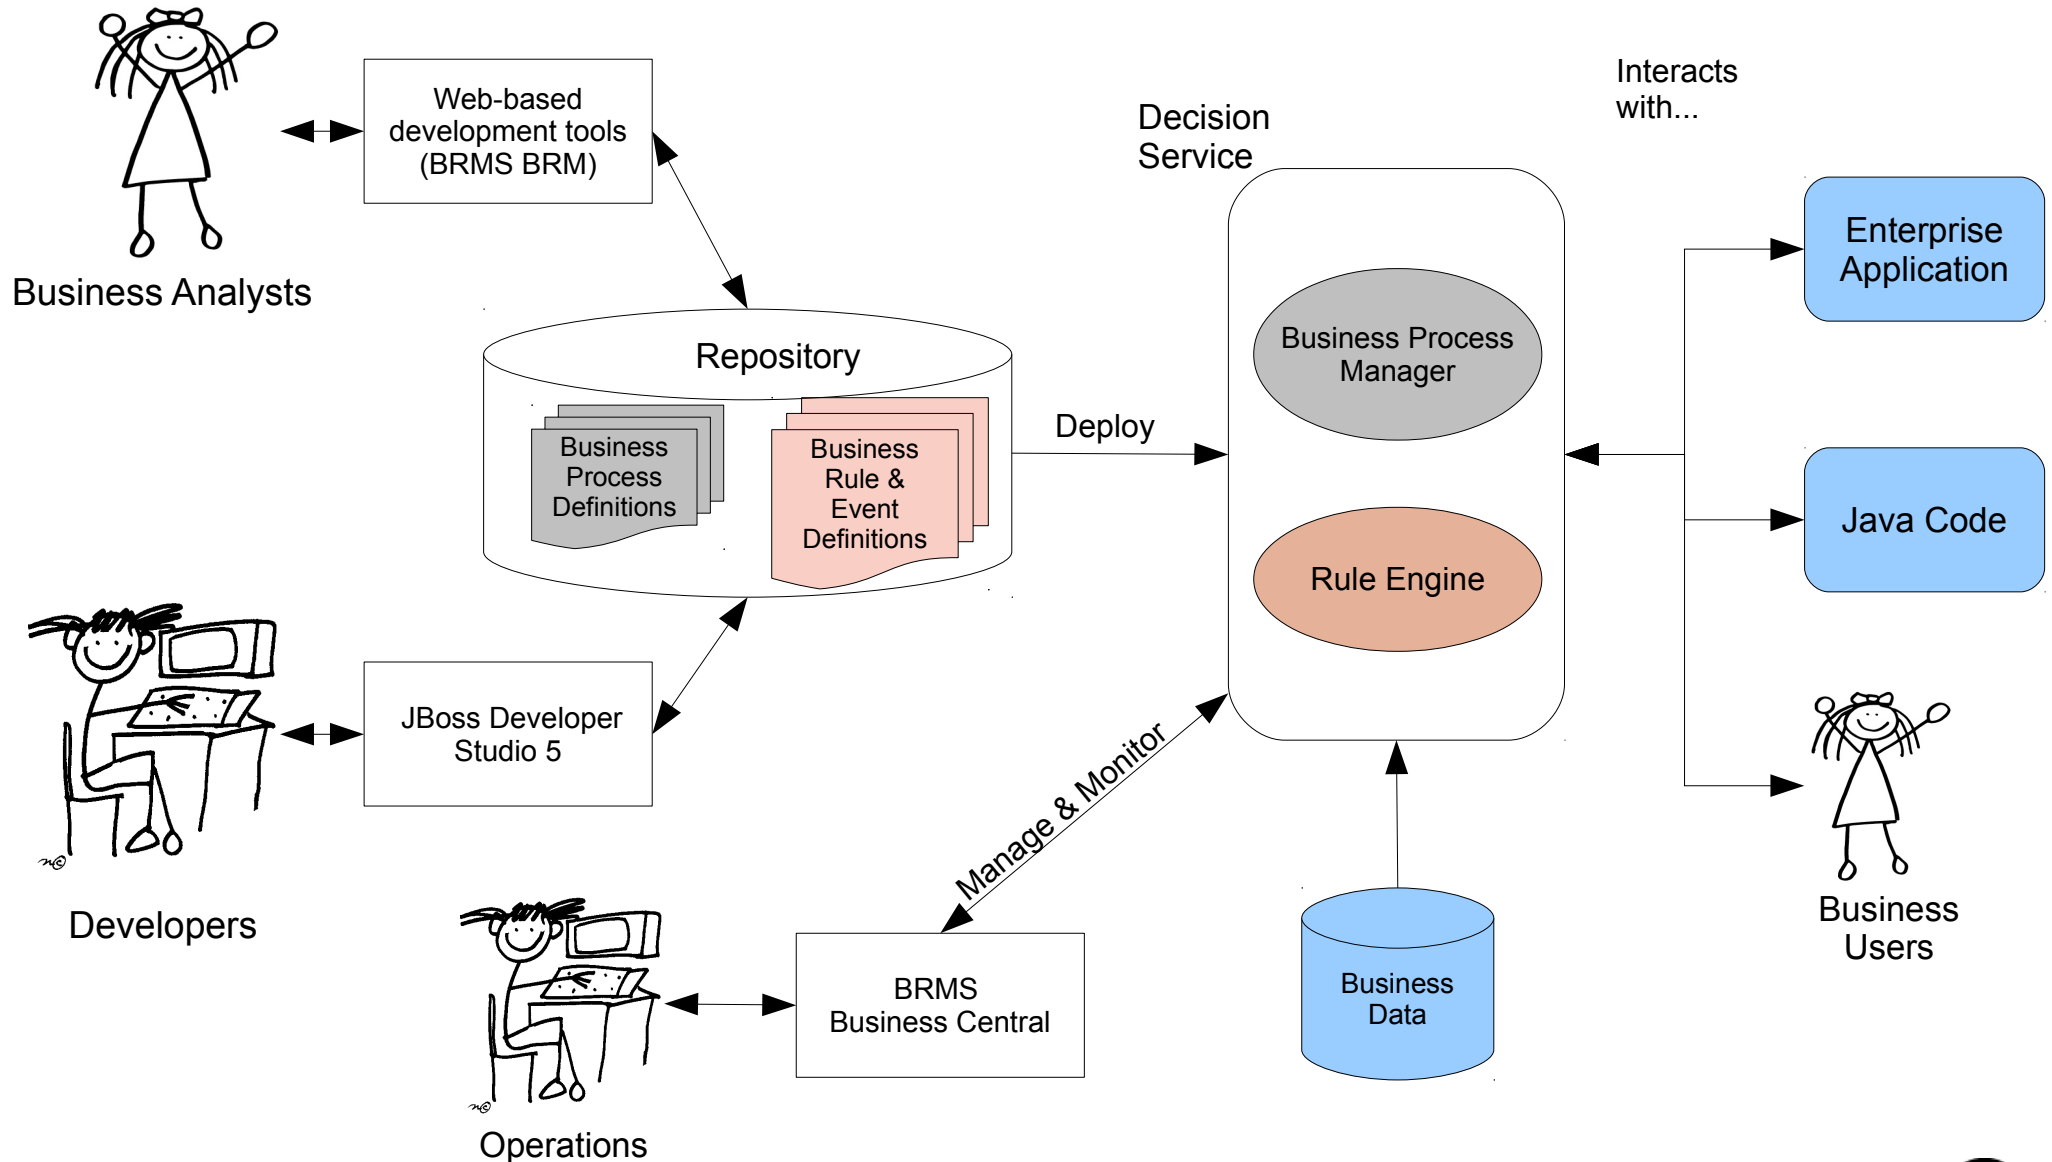 Interacts
with...
Web-based
development tools
(BRMS BRM)
Decision
Service
Business Analysts
Enterprise
Application
Repository
Business Process
Manager
Deploy
Business
Process
Definitions
Business
Rule &
Event
Definitions
Java Code
Rule Engine
JBoss Developer
Studio 5
Manage & Monitor
Developers
Business
Users
BRMS
Business Central
Business
Data
Operations